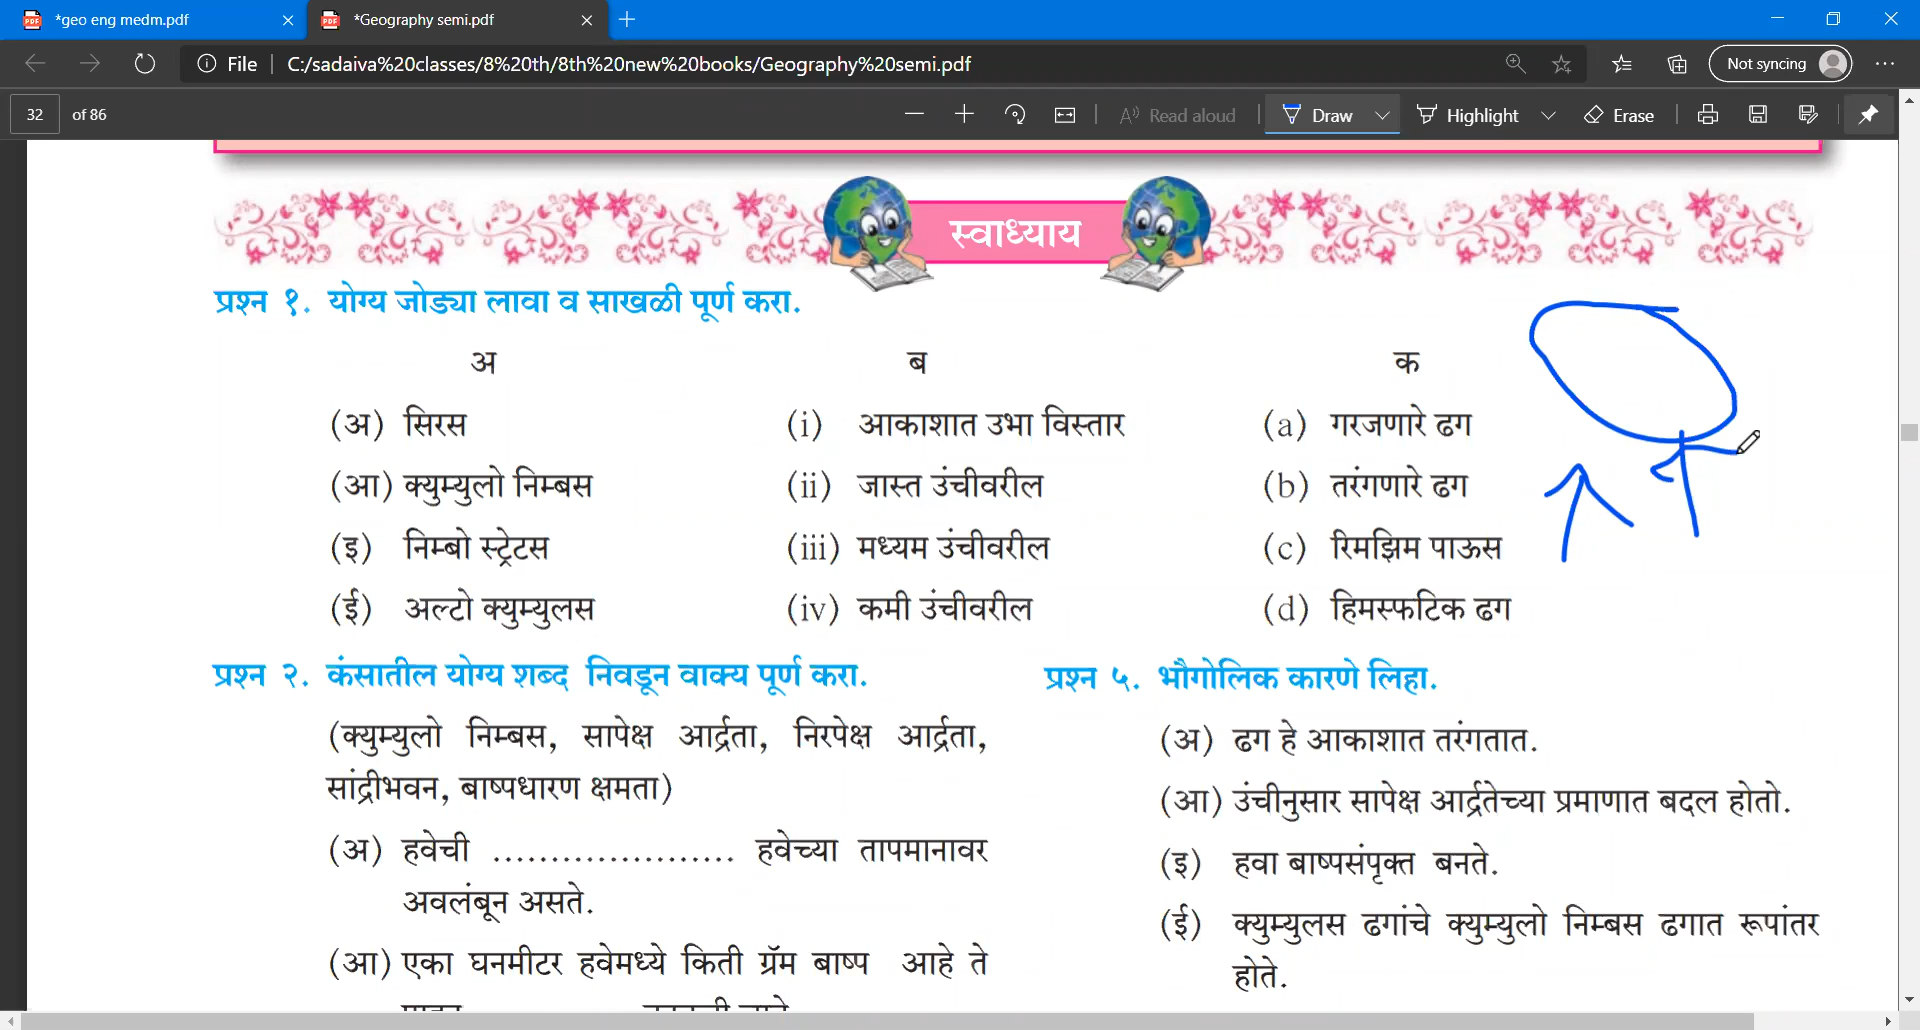 *geo eng medm.pdf
*Geography semi.pdf
File C:/sadaiva%20classes/8%20th/8th%20new%20books/Geography%20semi.pdf
Not syncing
32 of 86
Read aloud
Draw
Highlight
Erase
स्वाध्याय
प्रश्न १. योग्य जोड्या लावा व साखळी पूर्ण करा.
अ ब क
(अ) सिरस (i) आकाशात उभा विस्तार (a) गरजणारे ढग
(आ) क्युम्युलो निम्बस (ii) जास्त उंचीवरील (b) तरंगणारे ढग
(इ) निम्बो स्ट्रेटस (iii) मध्यम उंचीवरील (c) रिमझिम पाऊस
(ई) अल्टो क्युम्युलस (iv) कमी उंचीवरील (d) हिमस्फटिक ढग
प्रश्न २. कंसातील योग्य शब्द निवडून वाक्य पूर्ण करा.
(क्युम्युलो निम्बस, सापेक्ष आर्द्रता, निरपेक्ष आर्द्रता,
सांद्रीभवन, बाष्पधारण क्षमता)
(अ) हवेची ..................... हवेच्या तापमानावर
अवलंबून असते.
(आ) एका घनमीटर हवेमध्ये किती ग्रॅम बाष्प आहे ते
प्रश्न ५. भौगोलिक कारणे लिहा.
(अ) ढग हे आकाशात तरंगतात.
(आ) उंचीनुसार सापेक्ष आर्द्रतेच्या प्रमाणात बदल होतो.
(इ) हवा बाष्पसंपृक्त बनते.
(ई) क्युम्युलस ढगांचे क्युम्युलो निम्बस ढगात रूपांतर
होते.